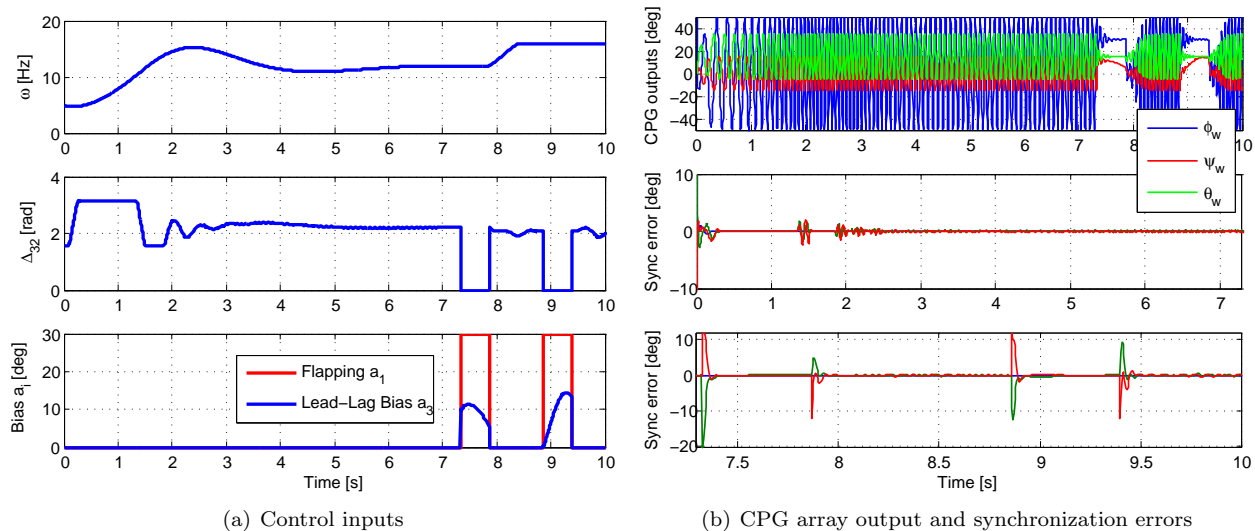 20
10
0
ω [Hz]
0 1 2 3 4 5 6 7 8 9 10
4
2
0
Δ32 [rad]
0 1 2 3 4 5 6 7 8 9 10
30
20
10
0
Bias ai [deg]
Flapping a1
Lead−Lag Bias a3
0 1 2 3 4 5 6 7 8 9 10
Time [s]
(a) Control inputs
40
20
0
−20
−40
CPG outputs [deg]
0 1 2 3 4 5 6 7 8 9 10
ϕw
ψw
θw
10
0
−10
Sync error [deg]
0 1 2 3 4 5 6 7
10
0
−10
−20
Sync error [deg]
7.5 8 8.5 9 9.5 10
Time [s]
(b) CPG array output and synchronization errors